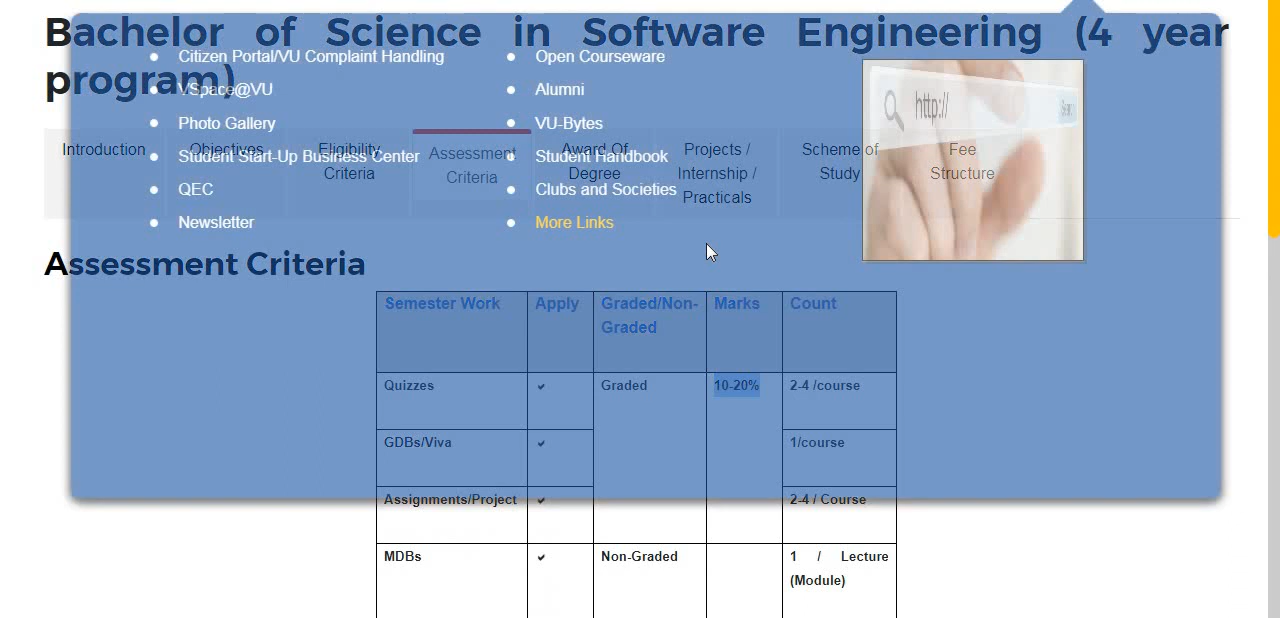 Bachelor of Science in Software Engineering (4 year
program)
Citizen Portal/VU Complaint Handling
VSpace@VU
Photo Gallery
Student Start-Up Business Center
QEC
Newsletter
Open Courseware
Alumni
VU-Bytes
Student Handbook
Clubs and Societies
More Links
http://
Introduction
Objectives
Eligibility
Criteria
Assessment
Criteria
Award Of
Degree
Projects /
Internship /
Practicals
Scheme of
Study
Fee
Structure
Assessment Criteria
Semester Work Apply Graded/Non- Marks Count
Graded
Quizzes ✔ Graded 10-20% 2-4 /course
GDBs/Viva ✔ 1/course
Assignments/Project ✔ 2-4 / Course
MDBs ✔ Non-Graded 1 / Lecture
(Module)